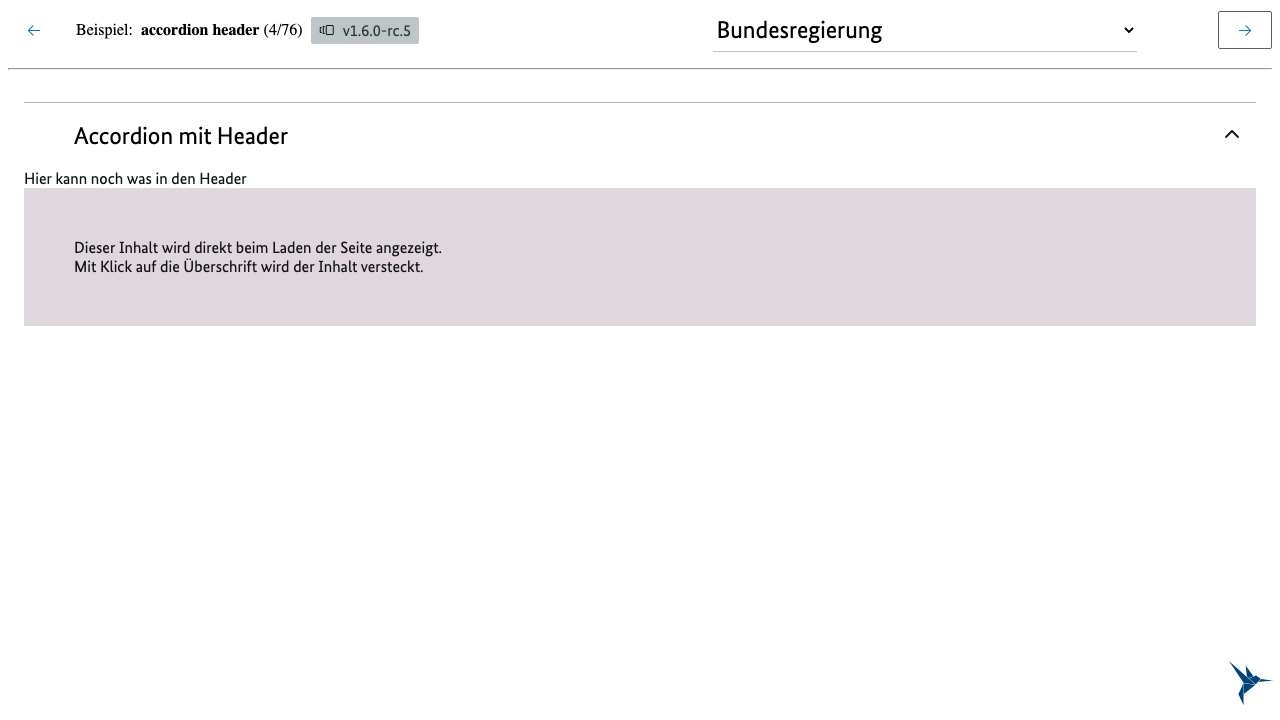 Beispiel: accordion header (4/76) v1.6.0-rc.5 Bundesregierung
Accordion mit Header
Hier kann noch was in den Header
Dieser Inhalt wird direkt beim Laden der Seite angezeigt.
Mit Klick auf die Überschrift wird der Inhalt versteckt.